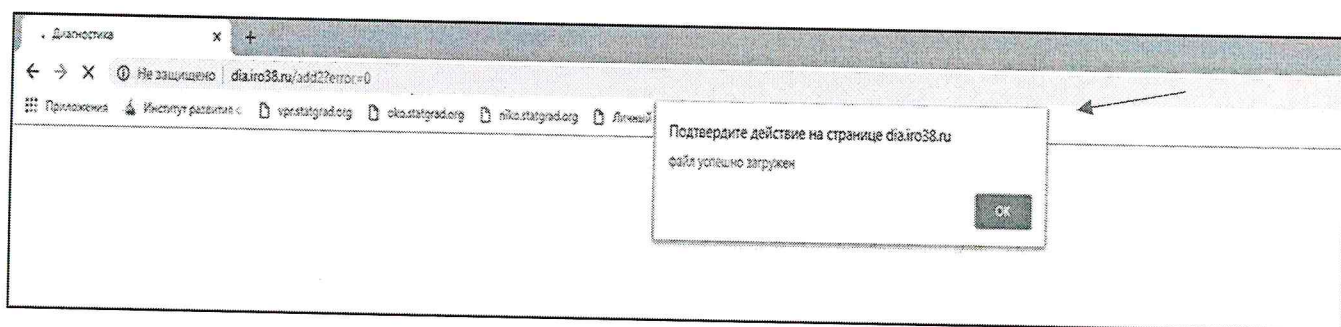 Диагностика × +
Не защищено | dia.iro38.ru/add2?error=0
Приложения Институт развития с vpr.statgrad.org oko.statgrad.org niko.statgrad.org Личный
Подтвердите действие на странице dia.iro38.ru
файл успешно загружен
ОК